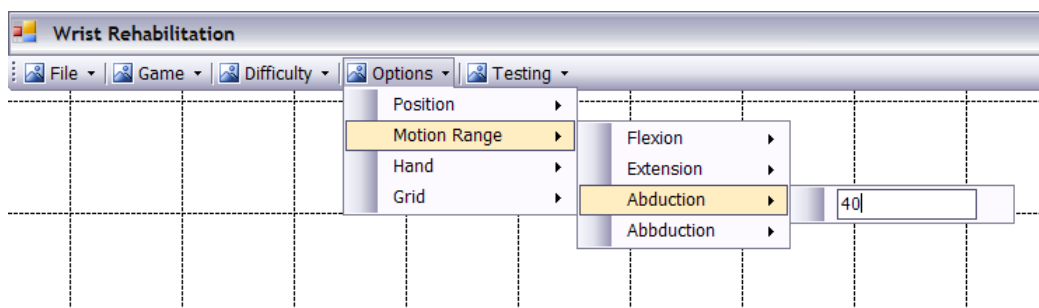 Wrist Rehabilitation
File Game Difficulty Options Testing
Position
Motion Range
Hand
Grid
Flexion
Extension
Abduction
Abbduction
40